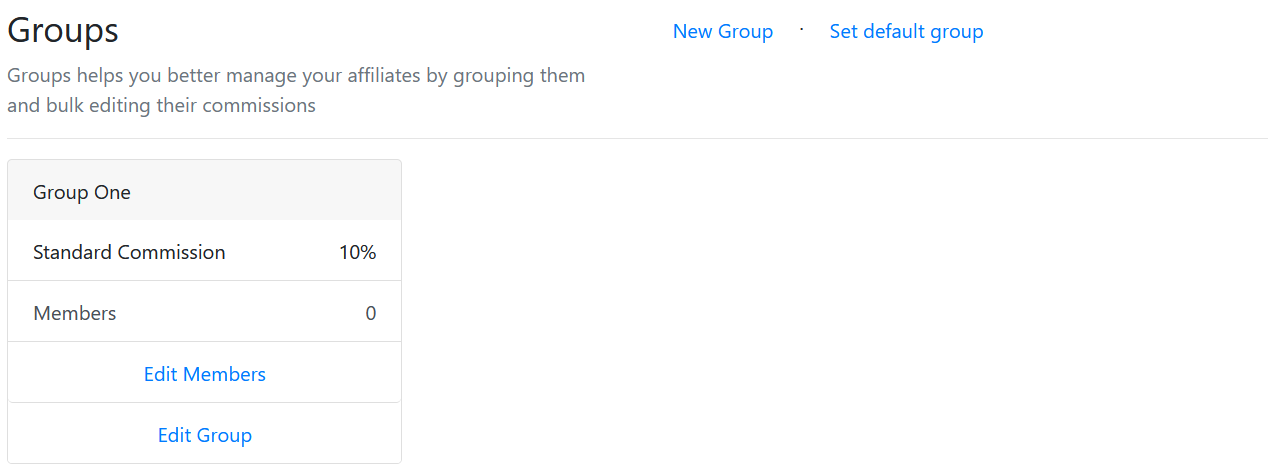 Groups
New Group · Set default group
Groups helps you better manage your affiliates by grouping them
and bulk editing their commissions
Group One
Standard Commission 10%
Members 0
Edit Members
Edit Group